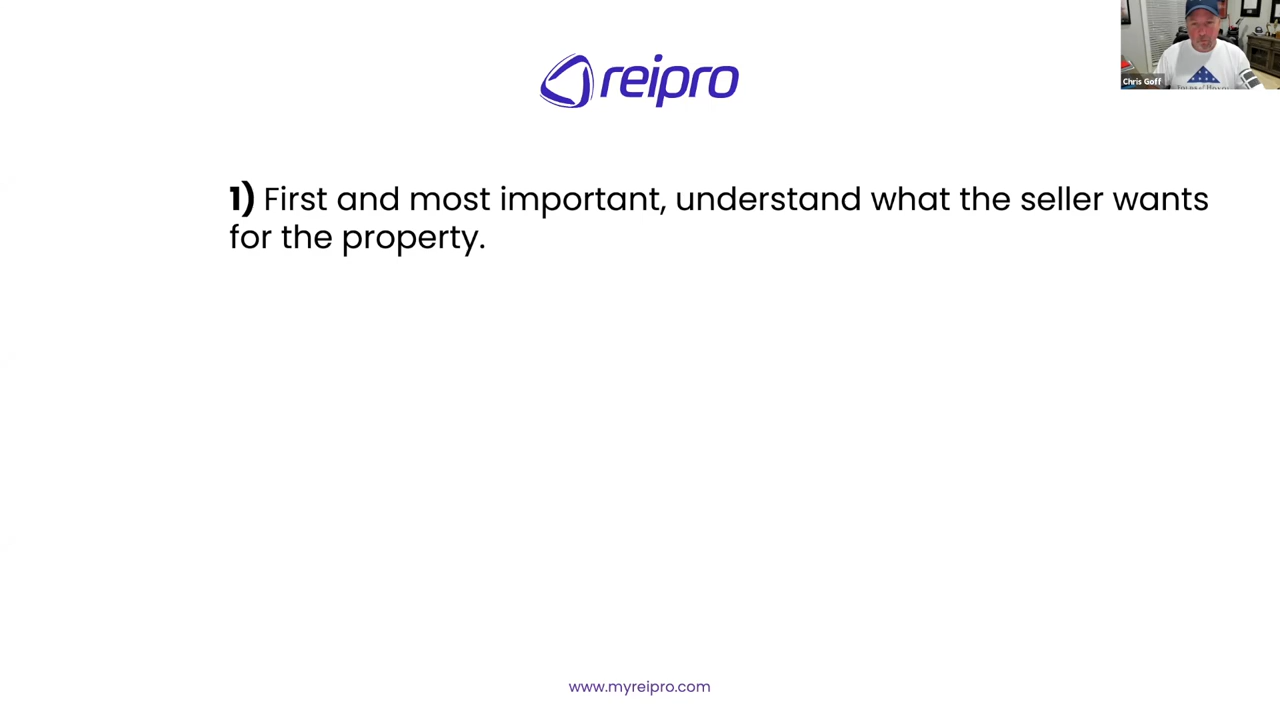 Chris Goff
reipro
1) First and most important, understand what the seller wants
for the property.
www.myreipro.com